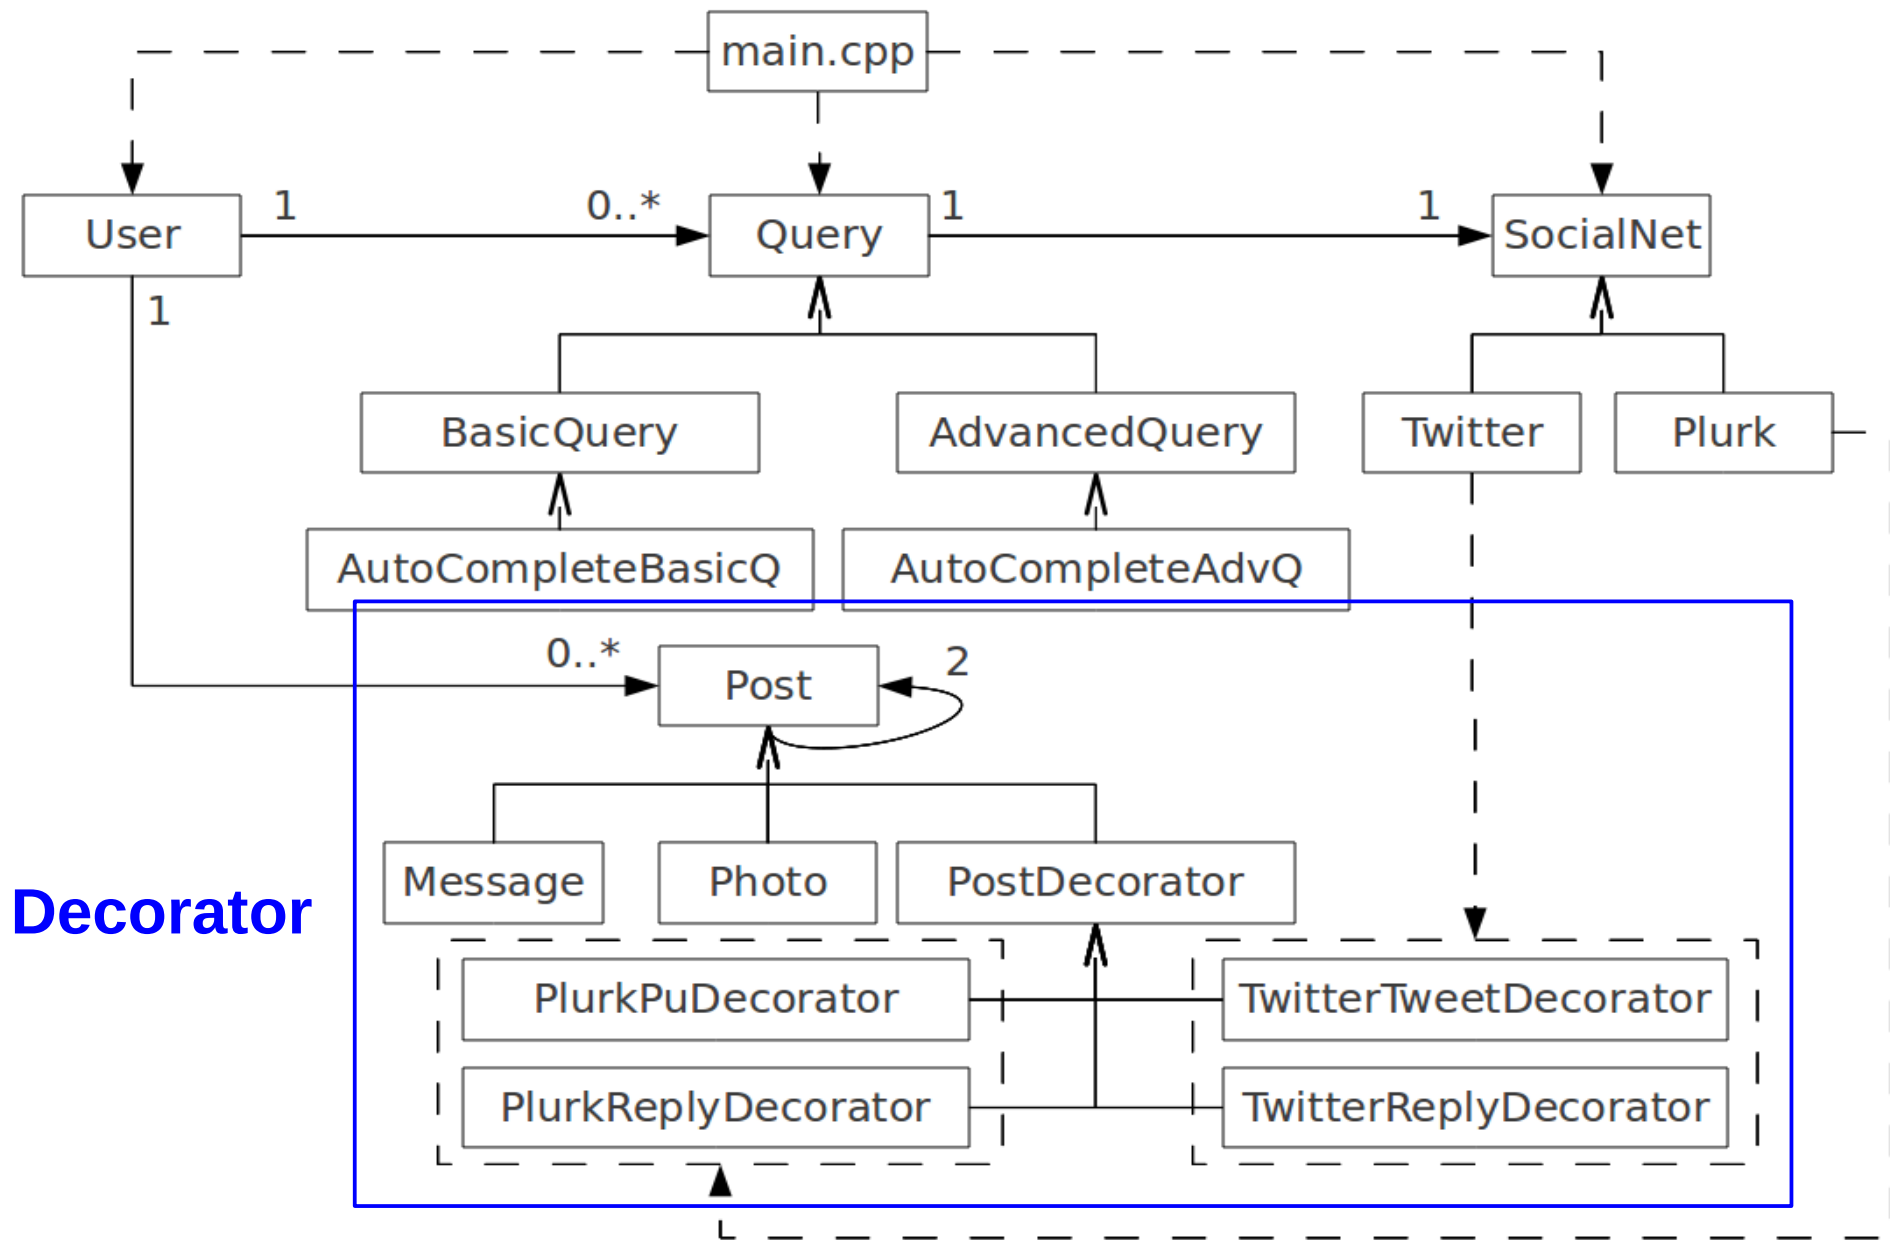 main.cpp
User
1
0..*
Query
1
1
SocialNet
1
BasicQuery
AdvancedQuery
Twitter
Plurk
AutoCompleteBasicQ
AutoCompleteAdvQ
0..*
Post
2
Message
Photo
PostDecorator
Decorator
PlurkPuDecorator
TwitterTweetDecorator
PlurkReplyDecorator
TwitterReplyDecorator